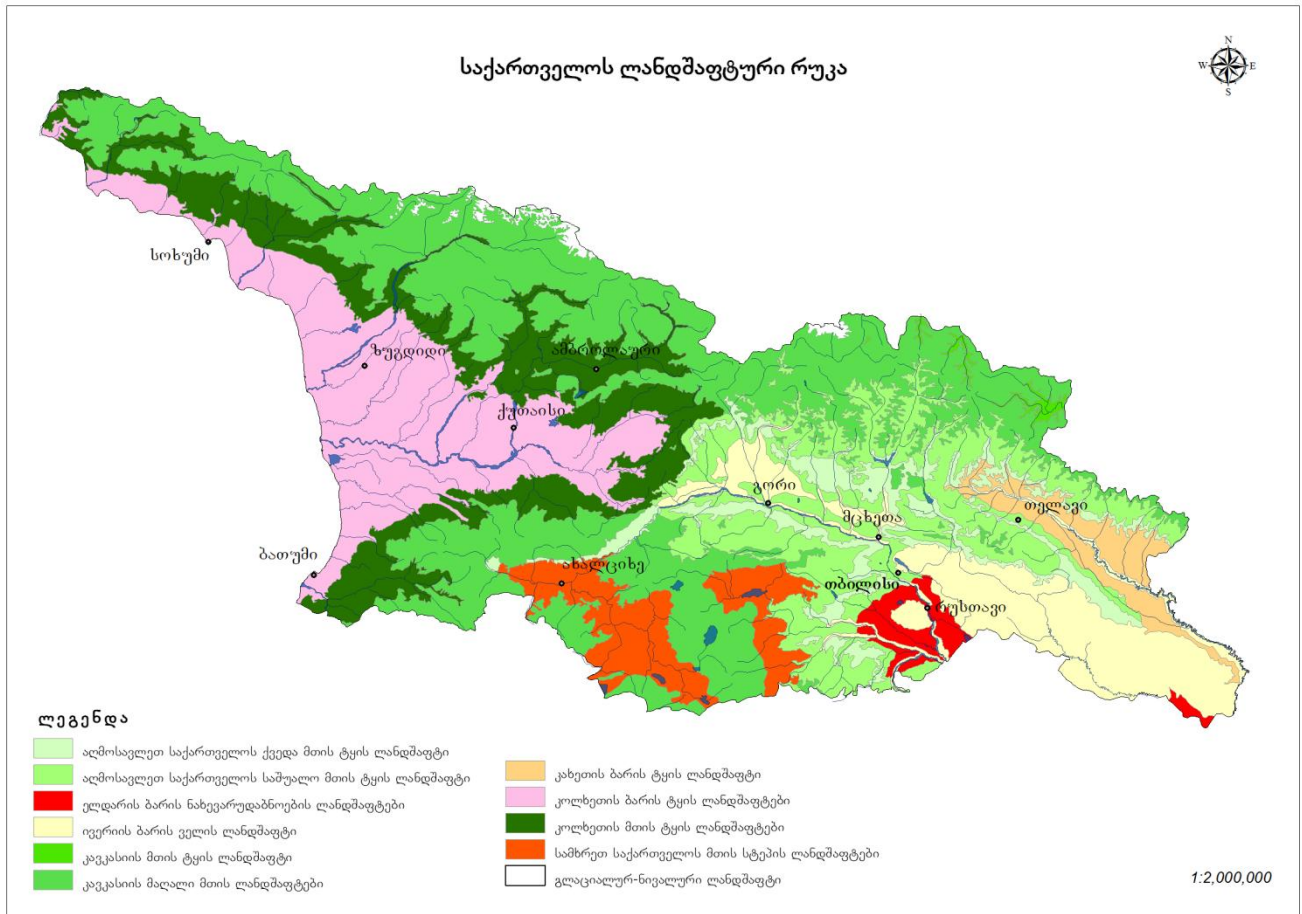 საქართველოს ლანდშაფტური რუკა
N
W E
S
სოხუმი
ზუგდიდი
ამბროლაური
ქუთაისი
გორი
მცხეთა
თელავი
ბათუმი
ახალციხე
თბილისი
რუსთავი
ლეგენდა
აღმოსავლეთ საქართველოს ქვედა მთის ტყის ლანდშაფტი
აღმოსავლეთ საქართველოს საშუალო მთის ტყის ლანდშაფტი
ელდარის ბარის ნახევარუდაბნოების ლანდშაფტები
ივერიის ბარის ველის ლანდშაფტი
კავკასიის მთის ტყის ლანდშაფტი
კავკასიის მაღალი მთის ლანდშაფტები
კახეთის ბარის ტყის ლანდშაფტი
კოლხეთის ბარის ტყის ლანდშაფტები
კოლხეთის მთის ტყის ლანდშაფტები
სამხრეთ საქართველოს მთის სტეპის ლანდშაფტები
გლაციალურ-ნივალური ლანდშაფტი
1:2,000,000